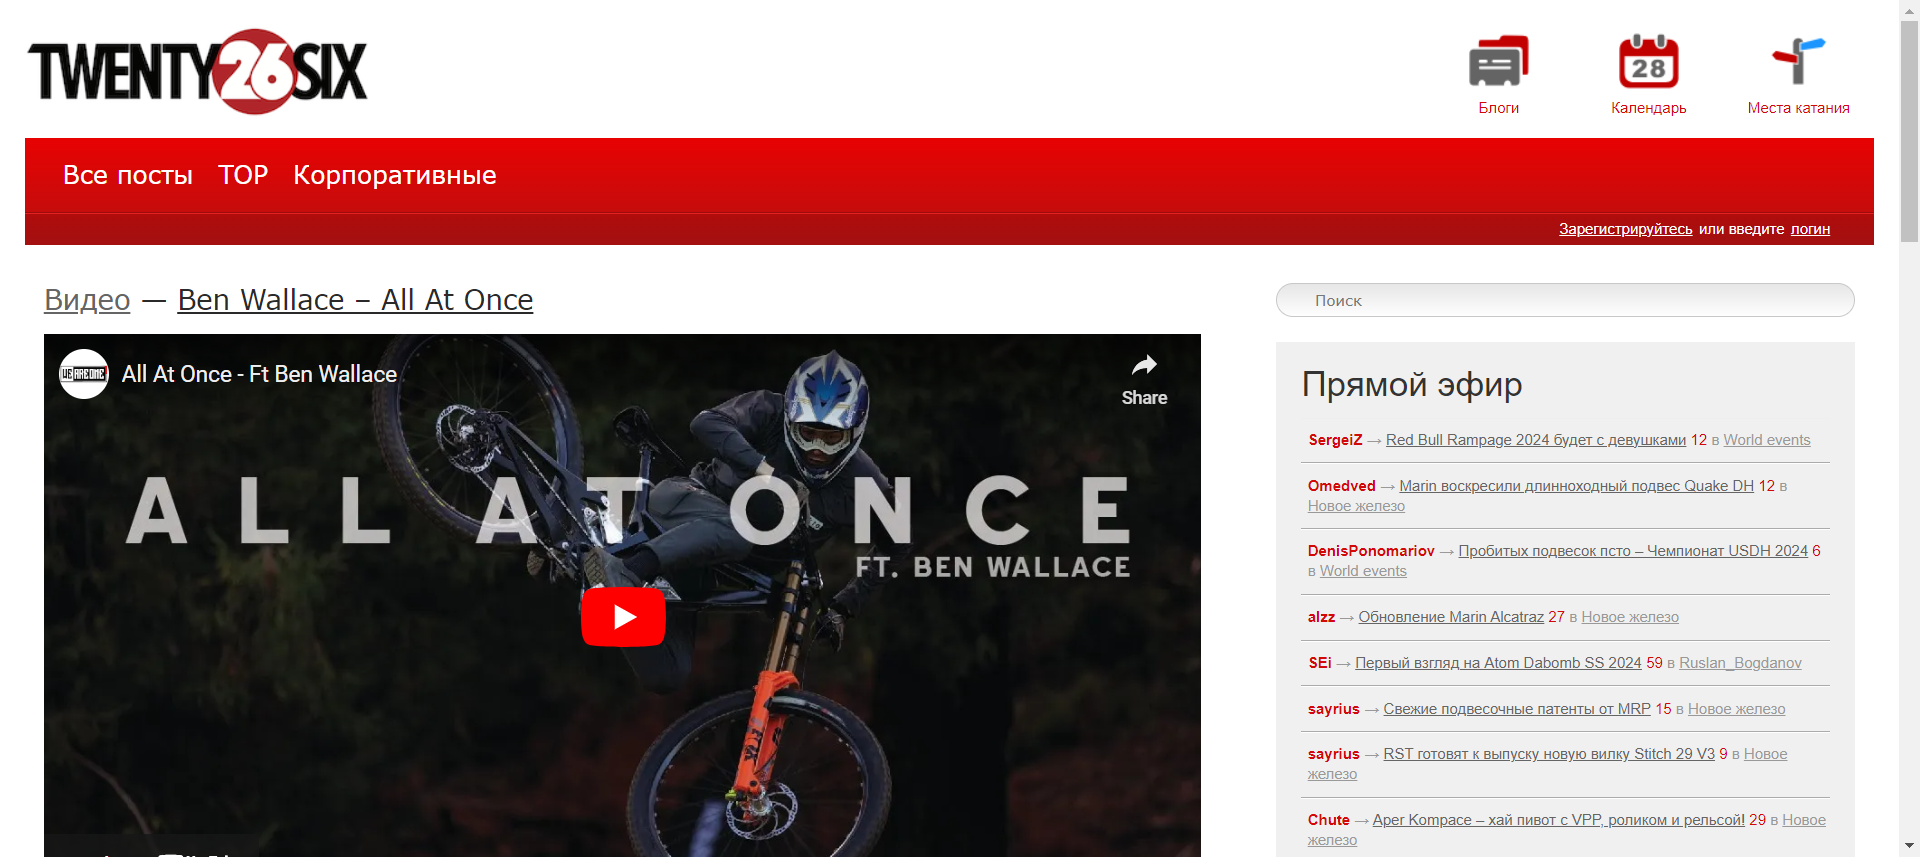 TWENTY26SIX
Блоги
28
Календарь
Места катания
Все посты TOP Корпоративные
Зарегистрируйтесь или введите логин
Видео — Ben Wallace – All At Once
All At Once - Ft Ben Wallace
Share
ALL AT ONCE
FT. BEN WALLACE
Поиск
Прямой эфир
SergeiZ → Red Bull Rampage 2024 будет с девушками 12 в World events
Omedved → Marin воскресили длинноходный подвес Quake DH 12 в
Новое железо
DenisPonomariov → Пробитых подвесок псто – Чемпионат USDH 2024 6
в World events
alzz → Обновление Marin Alcatraz 27 в Новое железо
SEi → Первый взгляд на Atom Dabomb SS 2024 59 в Ruslan_Bogdanov
sayrius → Свежие подвесочные патенты от MRP 15 в Новое железо
sayrius → RST готовят к выпуску новую вилку Stitch 29 V3 9 в Новое
железо
Chute → Aper Kompace – хай пивот с VPP, роликом и рельсой! 29 в Новое
железо